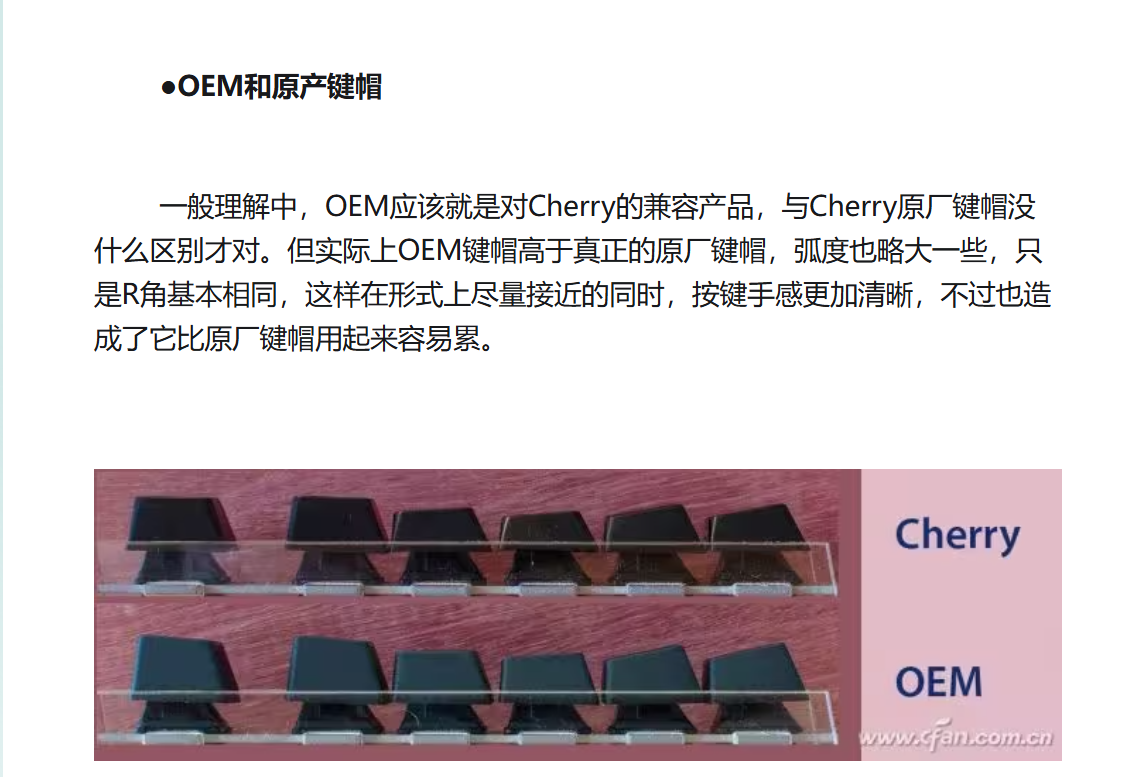 ●OEM和原产键帽
一般理解中，OEM应该就是对Cherry的兼容产品，与Cherry原厂键帽没
什么区别才对。但实际上OEM键帽高于真正的原厂键帽，弧度也略大一些，只
是R角基本相同，这样在形式上尽量接近的同时，按键手感更加清晰，不过也造
成了它比原厂键帽用起来容易累。
Cherry
OEM
www.cfan.com.cn